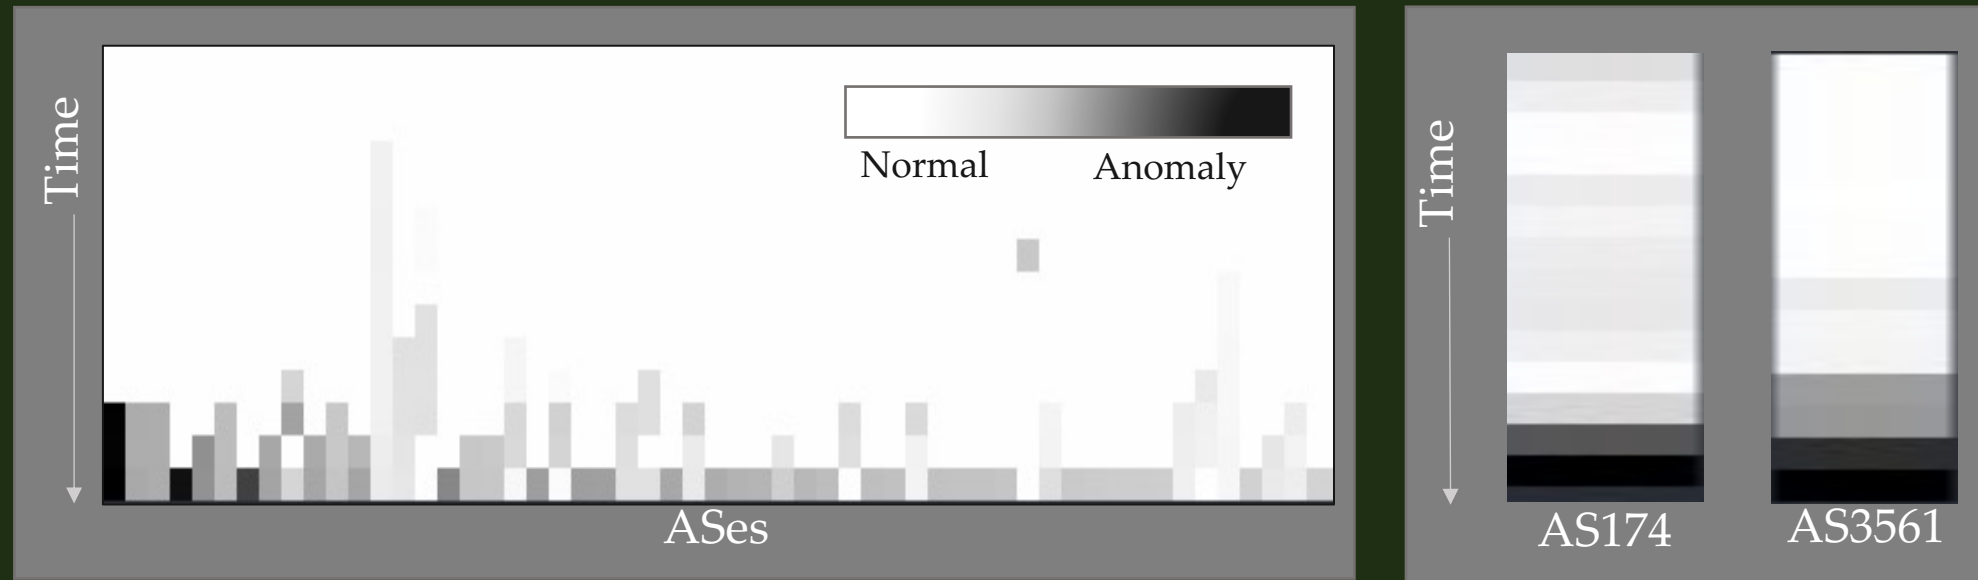 Time
Normal
Anomaly
ASes
Time
AS174
AS3561